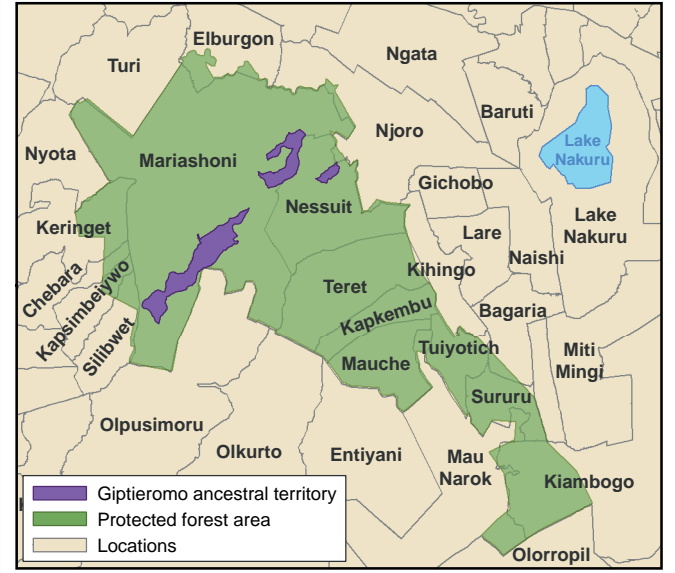 Elburgon
Ngata
Turi
Baruti
Njoro
Lake
Nakuru
Nyota
Mariashoni
Gichobo
Nessuit
Lake
Nakuru
Keringet
Lare
Naishi
Kihingo
Chebara
Kapsimbeiywo
Teret
Kapkembu
Bagaria
Silibwet
Tuiyotich
Miti
Mingi
Mauche
Sururu
Olpusimoru
Olkurto
Entiyani
Mau
Narok
Kiambogo
Olorropil
Giptieromo ancestral territory
Protected forest area
Locations